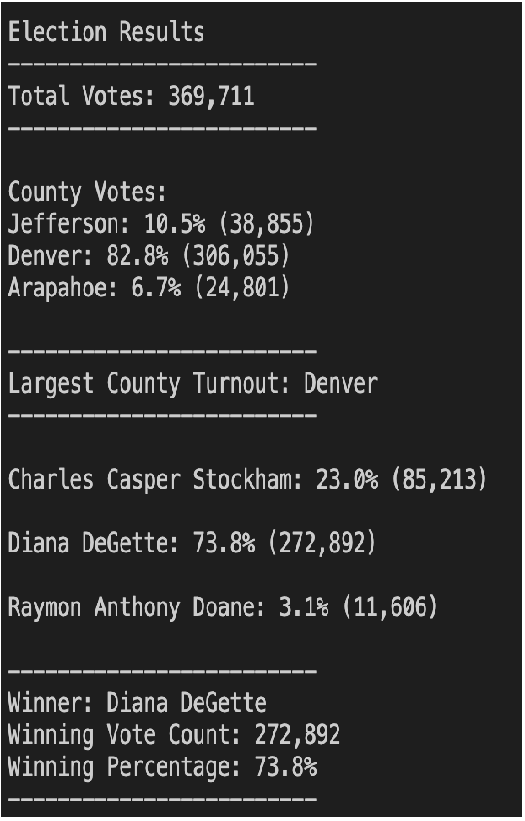 Election Results
-------------------------
Total Votes: 369,711
-------------------------
County Votes:
Jefferson: 10.5% (38,855)
Denver: 82.8% (306,055)
Arapahoe: 6.7% (24,801)
-------------------------
Largest County Turnout: Denver
-------------------------
Charles Casper Stockham: 23.0% (85,213)
Diana DeGette: 73.8% (272,892)
Raymon Anthony Doane: 3.1% (11,606)
-------------------------
Winner: Diana DeGette
Winning Vote Count: 272,892
Winning Percentage: 73.8%
-------------------------